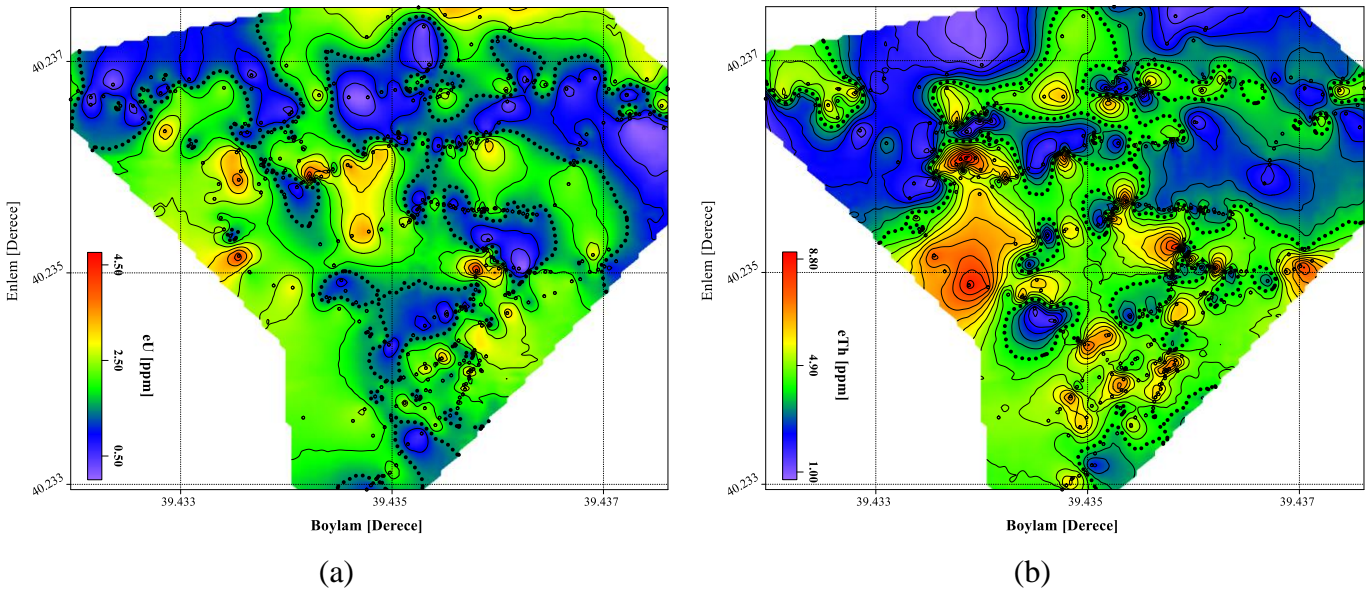 40.237
40.235
40.233
Enlem [Derece]
4.50
2.50
0.50
eU [ppm]
39.433
39.435
39.437
Boylam [Derece]
(a)
40.237
40.235
40.233
Enlem [Derece]
8.80
4.90
1.00
eTh [ppm]
39.433
39.435
39.437
Boylam [Derece]
(b)